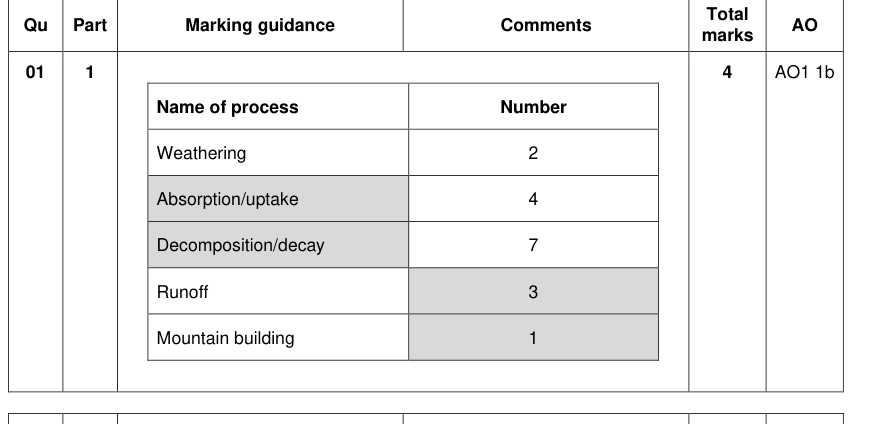 Qu Part Marking guidance Comments Total marks AO
01 1 4 AO1 1b
Name of process Number
Weathering 2
Absorption/uptake 4
Decomposition/decay 7
Runoff 3
Mountain building 1